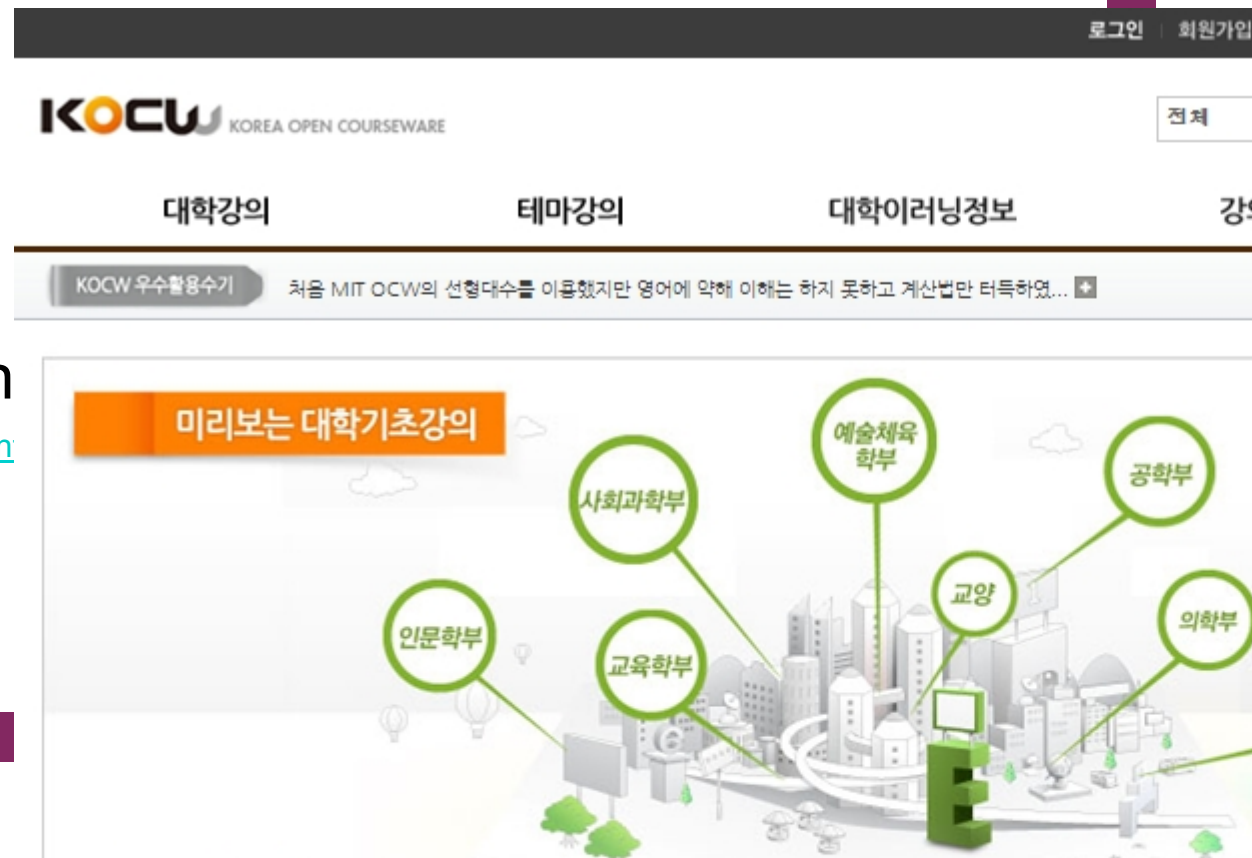 로그인 회원가입
KOCW KOREA OPEN COURSEWARE
전체
대학강의 테마강의 대학이러닝정보
KOCW 우수활용수기 처음 MIT OCW의 선형대수를 이용했지만 영어에 약해 이해는 하지 못하고 계산법만 터득하였...
미리보는 대학기초강의
예술체육
학부
공학부
사회과학부
교양
인문학부
교육학부
의학부